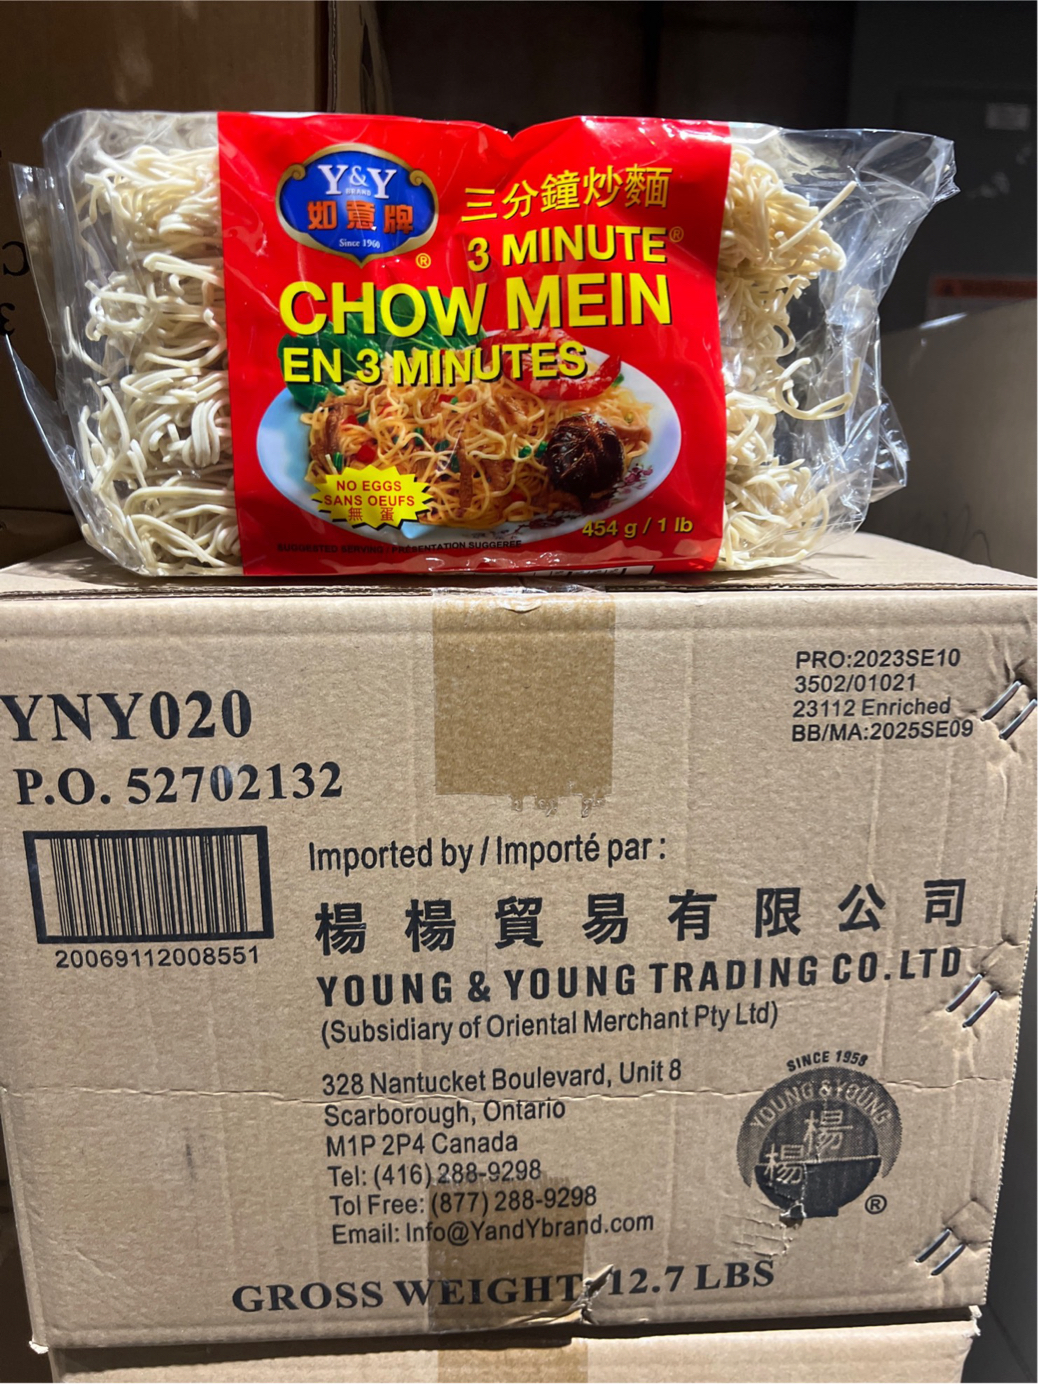 Y&Y
BRAND
如意牌
Since 1960
®
三分鐘炒麵
3 MINUTE®
CHOW MEIN
EN 3 MINUTES
NO EGGS
SANS OEUFS
無 蛋
454 g / 1 lb
SUGGESTED SERVING / PRÉSENTATION SUGGEREE
YNY020
P.O. 52702132
20069112008551
PRO:2023SE10
3502/01021
23112 Enriched
BB/MA:2025SE09
Imported by / Importé par :
楊楊貿易有限公司
YOUNG & YOUNG TRADING CO.LTD
(Subsidiary of Oriental Merchant Pty Ltd)
328 Nantucket Boulevard, Unit 8
Scarborough, Ontario
M1P 2P4 Canada
Tel: (416) 288-9298
Tol Free: (877) 288-9298
Email: Info@YandYbrand.com
SINCE 1958
YOUNG & YOUNG
楊
楊
®
GROSS WEIGHT: 12.7 LBS